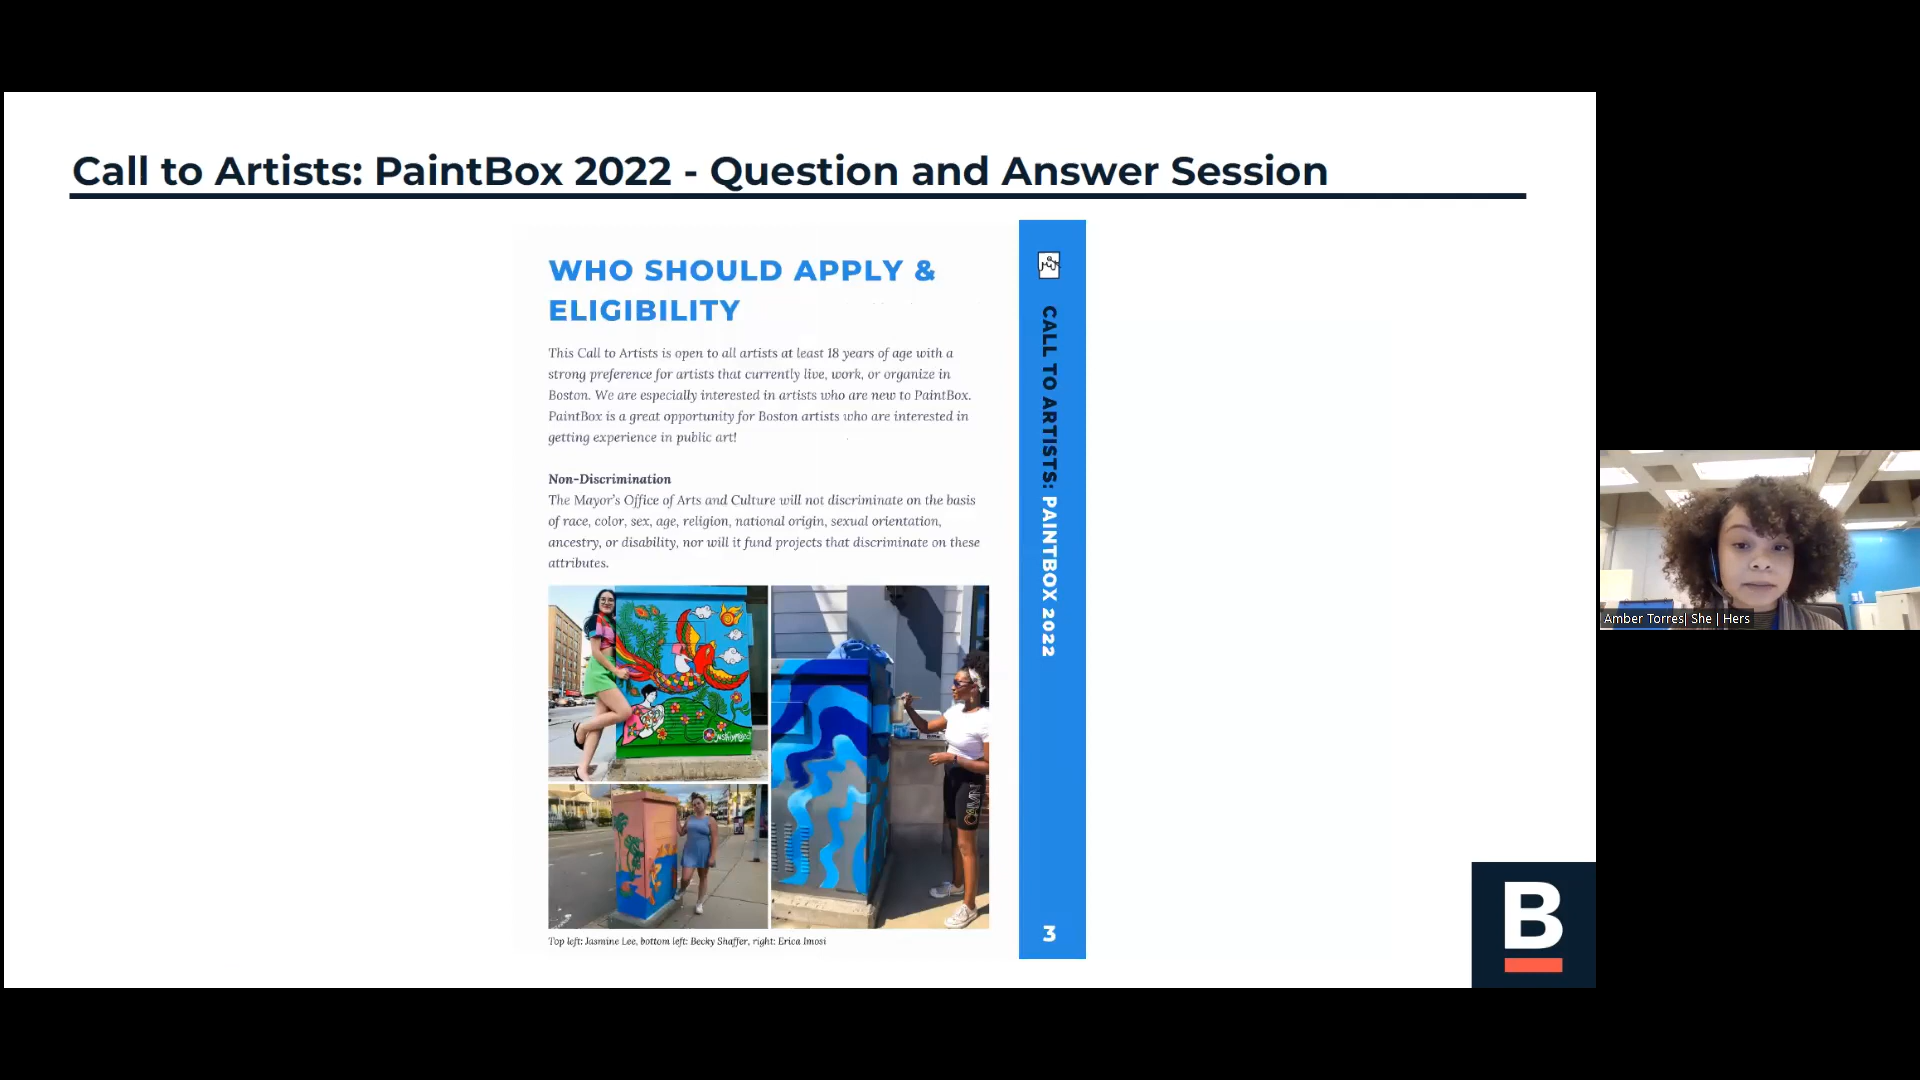 Call to Artists: PaintBox 2022 - Question and Answer Session
WHO SHOULD APPLY &
ELIGIBILITY
This Call to Artists is open to all artists at least 18 years of age with a
strong preference for artists that currently live, work, or organize in
Boston. We are especially interested in artists who are new to PaintBox.
PaintBox is a great opportunity for Boston artists who are interested in
getting experience in public art!
Non-Discrimination
The Mayor's Office of Arts and Culture will not discriminate on the basis
of race, color, sex, age, religion, national origin, sexual orientation,
ancestry, or disability, nor will it fund projects that discriminate on these
attributes.
CALVIN
Top left: Jasmine Lee, bottom left: Becky Shaffer, right: Erica Imosi
CALL TO ARTISTS: PAINTBOX 2022
3
B
Amber Torres| She | Hers